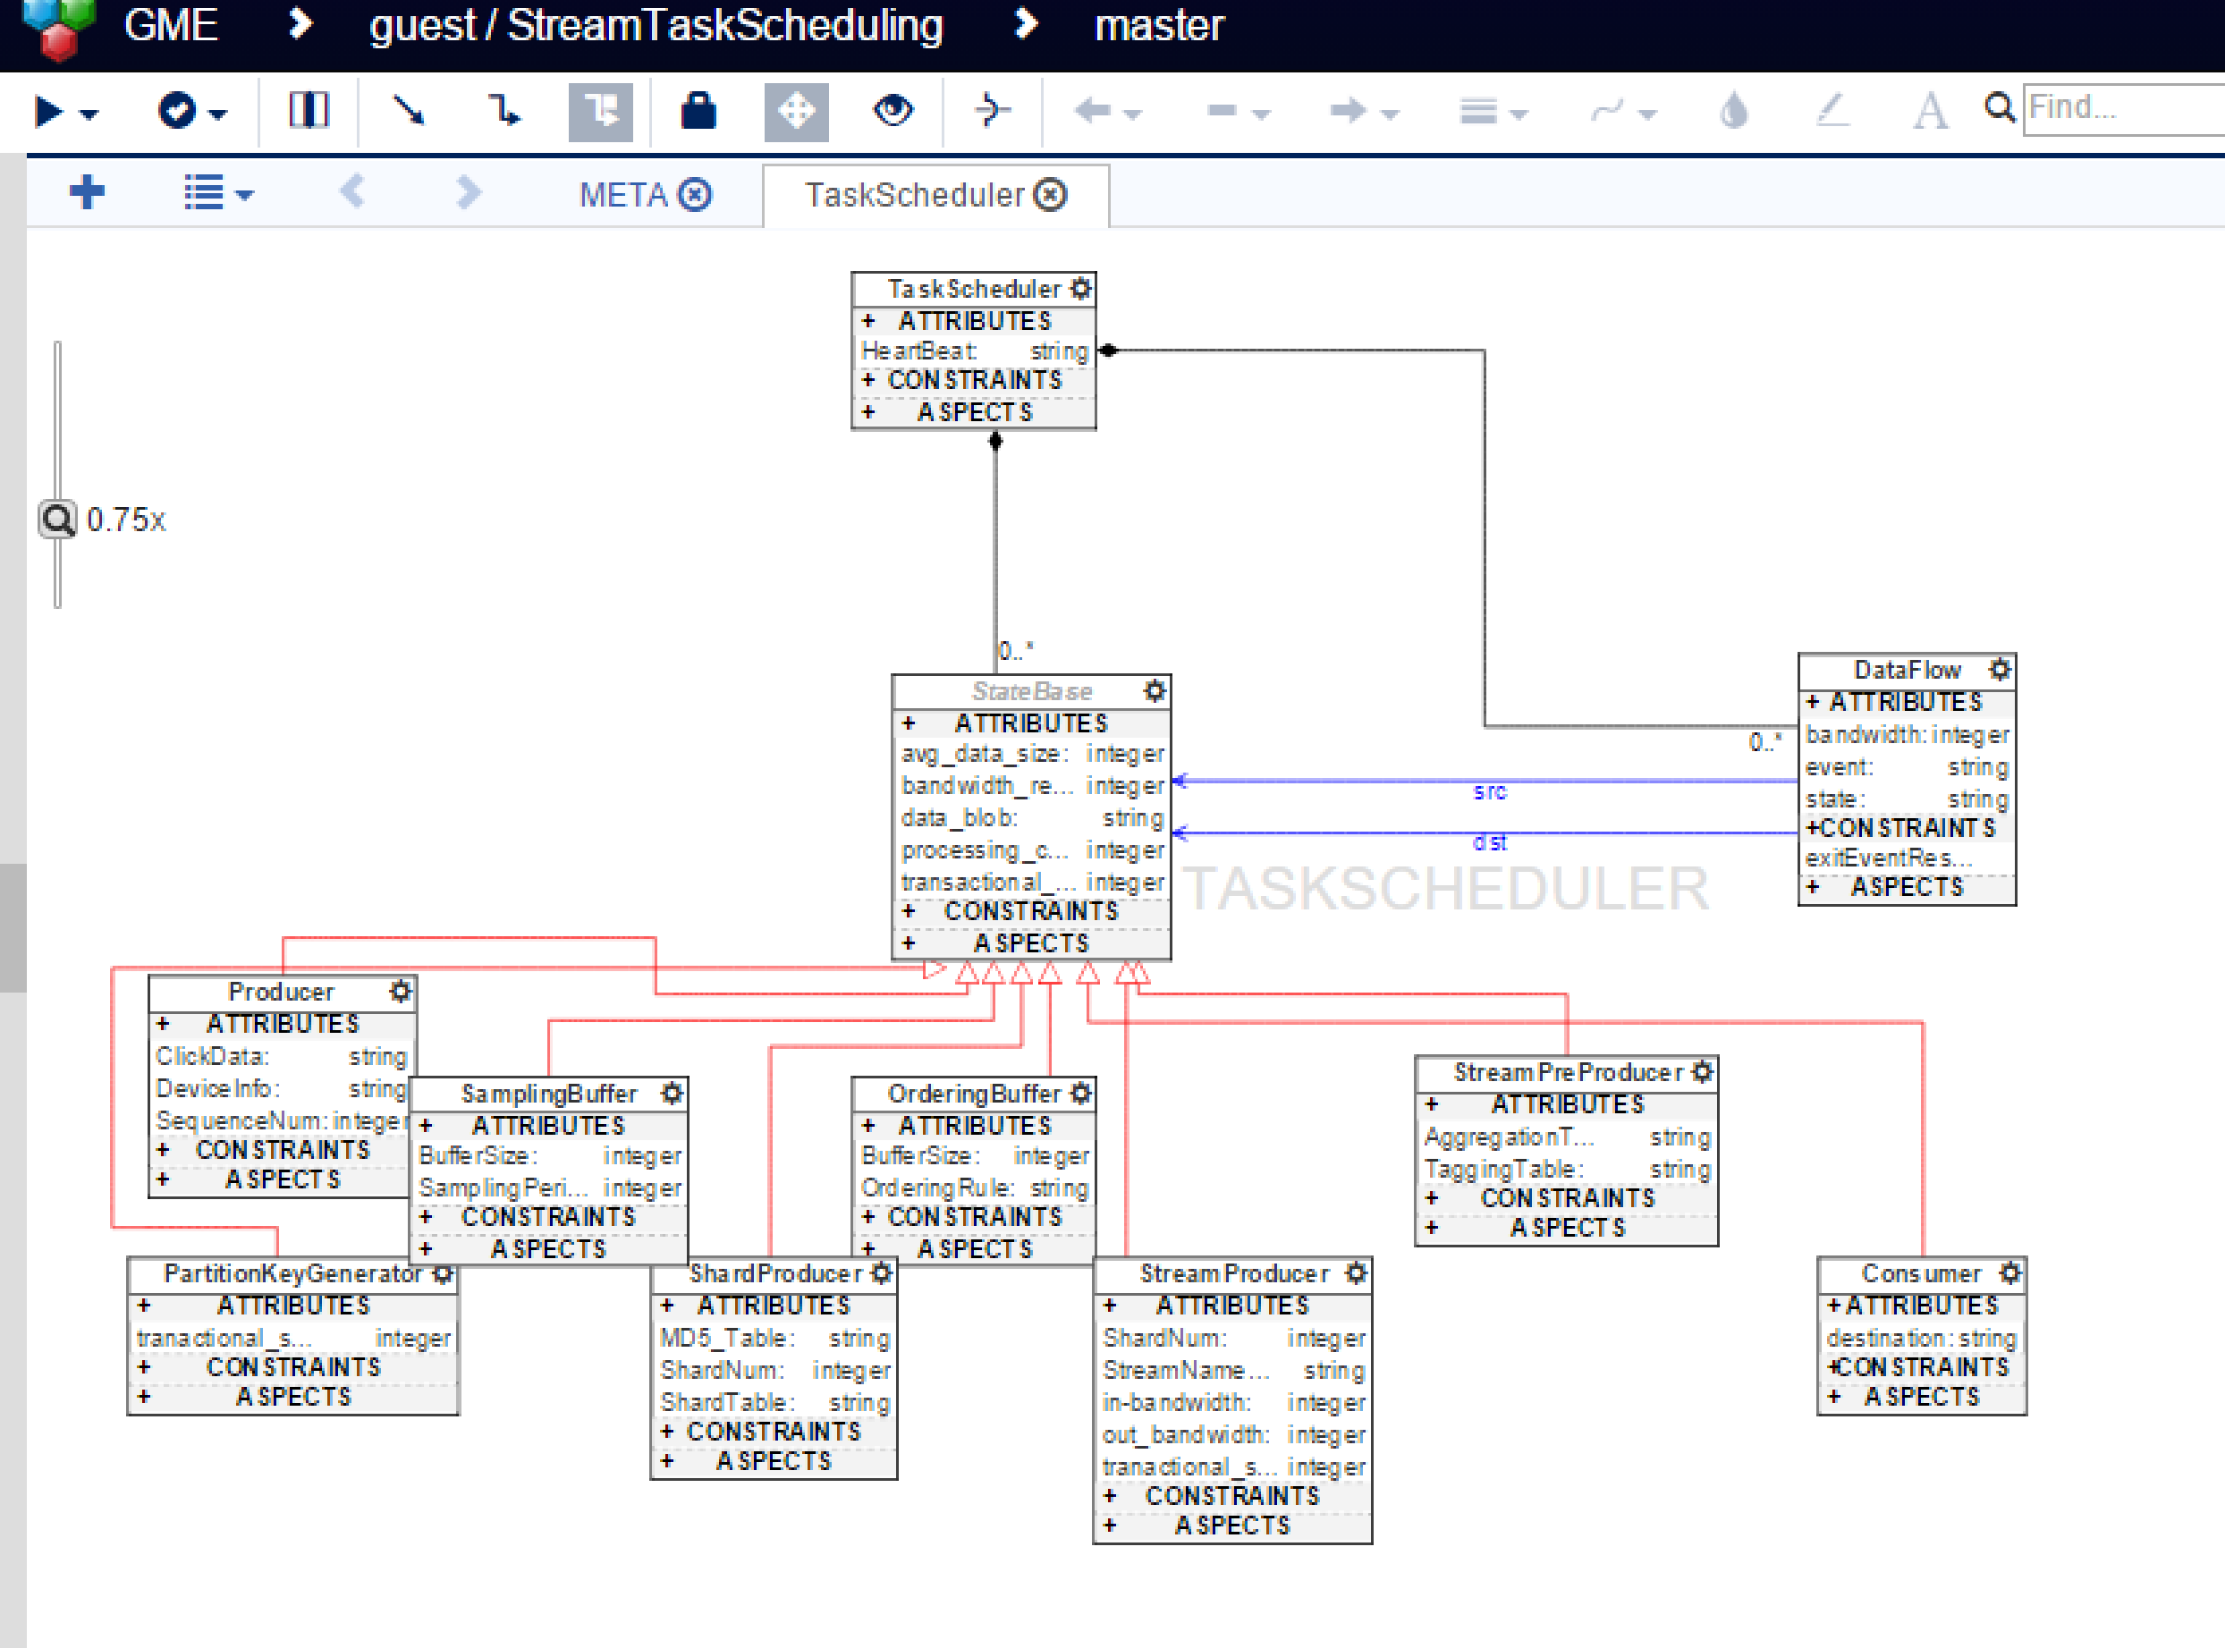 GME guest / StreamTaskScheduling master
Find...
META TaskScheduler
0.75x
TaskScheduler
+ ATTRIBUTES
HeartBeat: string
+ CONSTRAINTS
+ ASPECTS
0..*
StateBase
+ ATTRIBUTES
avg_data_size: integer
bandwidth_re... integer
data_blob: string
processing_c... integer
transactional_... integer
+ CONSTRAINTS
+ ASPECTS
0..*
DataFlow
+ ATTRIBUTES
bandwidth: integer
event: string
state: string
+CONSTRAINTS
exitEventRes...
+ ASPECTS
src
dst
TASKSCHEDULER
Producer
+ ATTRIBUTES
ClickData: string
DeviceInfo: string
SequenceNum: integer
+ CONSTRAINTS
+ ASPECTS
SamplingBuffer
+ ATTRIBUTES
BufferSize: integer
SamplingPeri... integer
+ CONSTRAINTS
+ ASPECTS
OrderingBuffer
+ ATTRIBUTES
BufferSize: integer
OrderingRule: string
+ CONSTRAINTS
+ ASPECTS
StreamPreProducer
+ ATTRIBUTES
AggregationT... string
TaggingTable: string
+ CONSTRAINTS
+ ASPECTS
PartitionKeyGenerator
+ ATTRIBUTES
tranactional_s... integer
+ CONSTRAINTS
+ ASPECTS
ShardProducer
+ ATTRIBUTES
MD5_Table: string
ShardNum: integer
ShardTable: string
+ CONSTRAINTS
+ ASPECTS
StreamProducer
+ ATTRIBUTES
ShardNum: integer
StreamName... string
in-bandwidth: integer
out_bandwidth: integer
tranactional_s... integer
+ CONSTRAINTS
+ ASPECTS
Consumer
+ ATTRIBUTES
destination: string
+CONSTRAINTS
+ ASPECTS